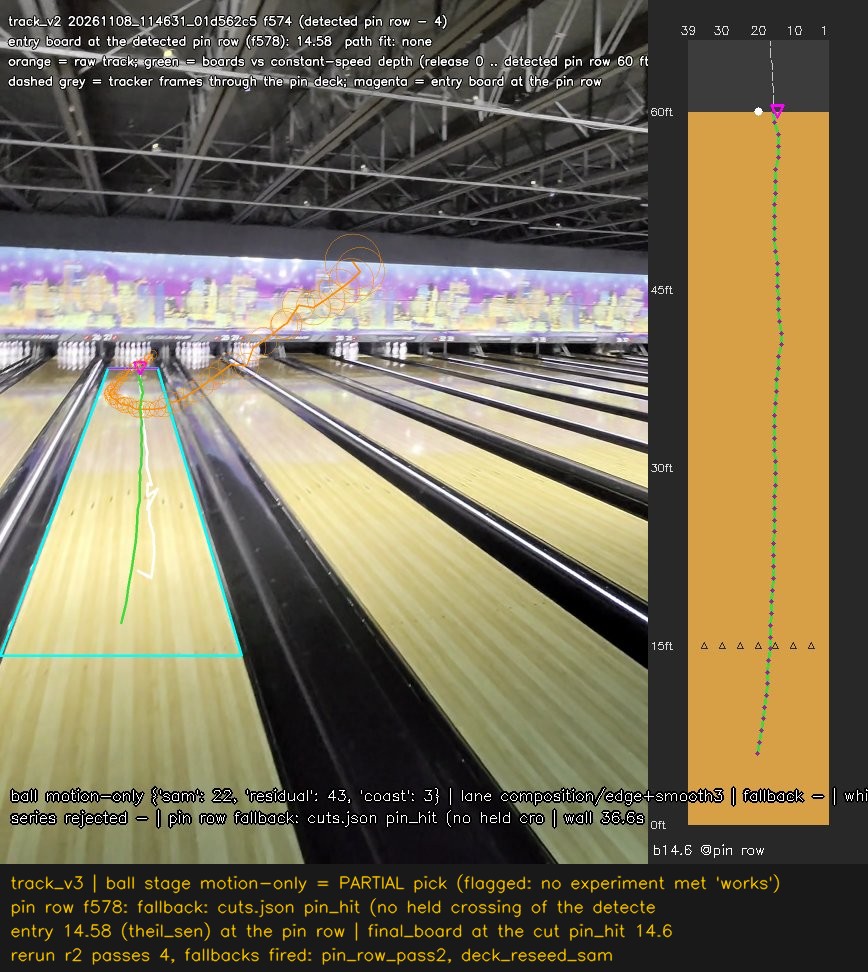 track_v2 20261108_114631_01d562c5 f574 (detected pin row - 4)
entry board at the detected pin row (f578): 14.58 path fit: none
orange = raw track; green = boards vs constant-speed depth (release 0 .. detected pin row 60 ft
dashed grey = tracker frames through the pin deck; magenta = entry board at the pin row
39 30 20 10 1
60ft
45ft
30ft
15ft
0ft
b14.6 @pin row
ball motion-only {'sam': 22, 'residual': 43, 'coast': 3} | lane composition/edge+smooth3 | fallback - | whi
series rejected - | pin row fallback: cuts.json pin_hit (no held cro | wall 36.6s
track_v3 | ball stage motion-only = PARTIAL pick (flagged: no experiment met 'works')
pin row f578: fallback: cuts.json pin_hit (no held crossing of the detecte
entry 14.58 (theil_sen) at the pin row | final_board at the cut pin_hit 14.6
rerun r2 passes 4, fallbacks fired: pin_row_pass2, deck_reseed_sam